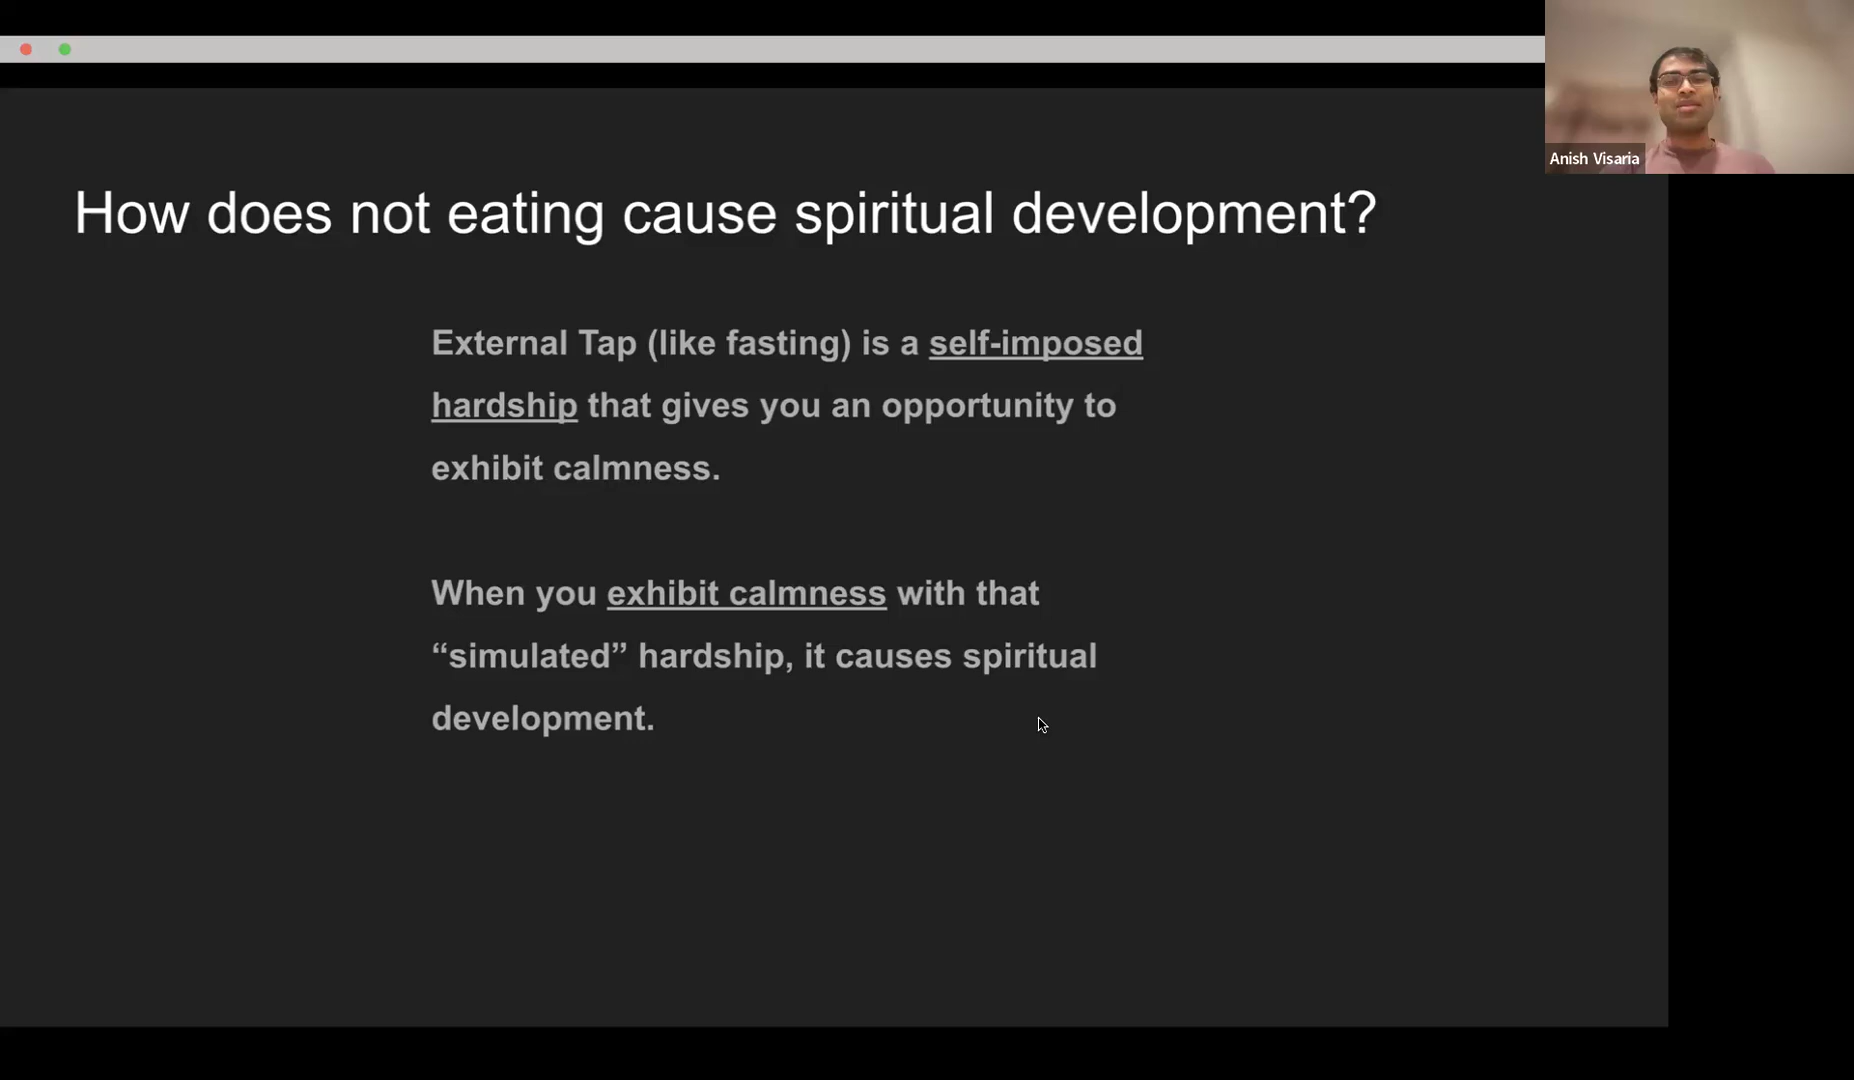 Anish Visaria
How does not eating cause spiritual development?
External Tap (like fasting) is a self-imposed
hardship that gives you an opportunity to
exhibit calmness.
When you exhibit calmness with that
“simulated” hardship, it causes spiritual
development.